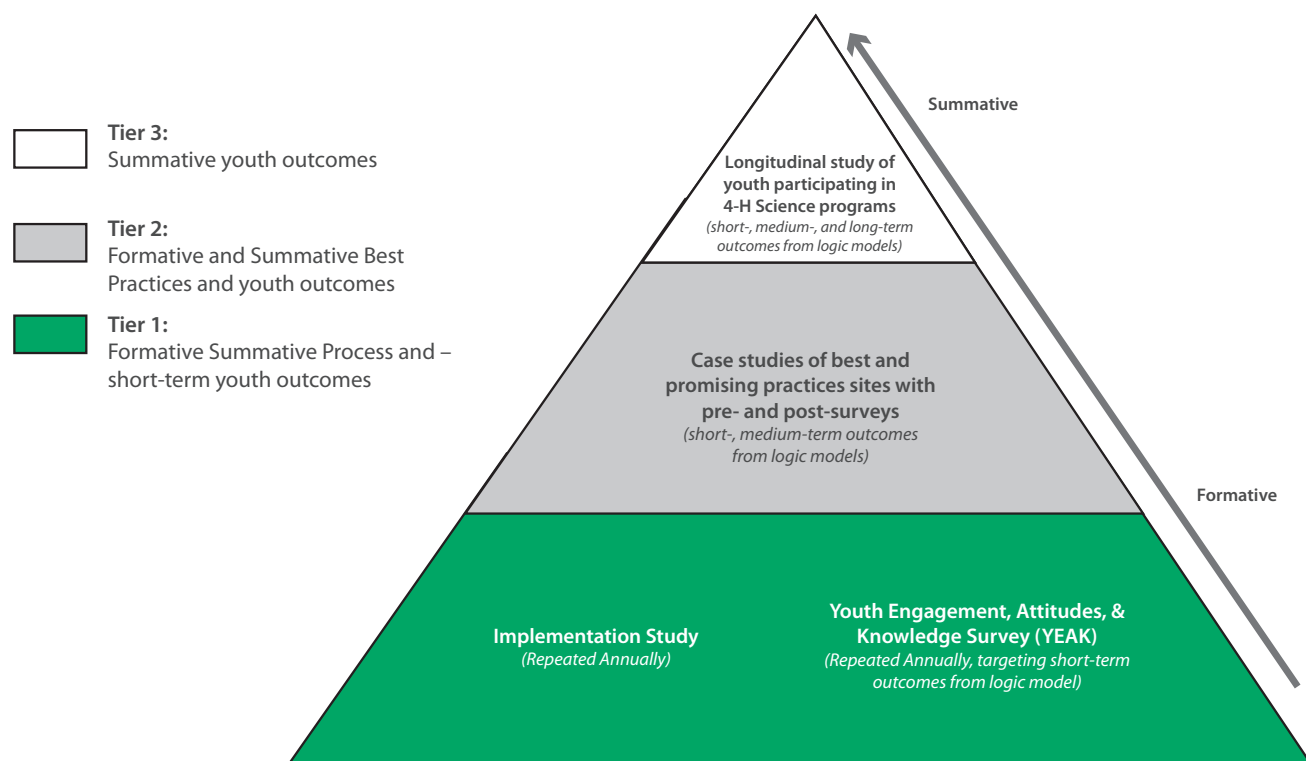 Tier 3:
Summative youth outcomes
Tier 2:
Formative and Summative Best
Practices and youth outcomes
Tier 1:
Formative Summative Process and –
short-term youth outcomes
Summative
Longitudinal study of
youth participating in
4-H Science programs
(short-, medium-, and long-term
outcomes from logic models)
Case studies of best and
promising practices sites with
pre- and post-surveys
(short-, medium-term outcomes
from logic models)
Formative
Implementation Study
(Repeated Annually)
Youth Engagement, Attitudes, &
Knowledge Survey (YEAK)
(Repeated Annually, targeting short-term
outcomes from logic model)